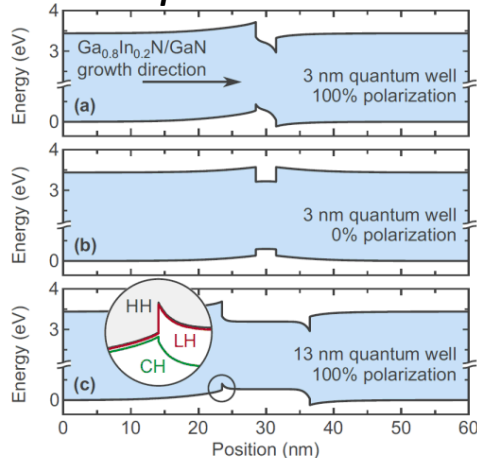 Energy (eV)
4
3
0
Ga0.8In0.2N/GaN
growth direction
3 nm quantum well
100% polarization
(a)
Energy (eV)
4
3
0
3 nm quantum well
0% polarization
(b)
Energy (eV)
4
3
0
HH
LH
CH
13 nm quantum well
100% polarization
(c)
0 10 20 30 40 50 60
Position (nm)